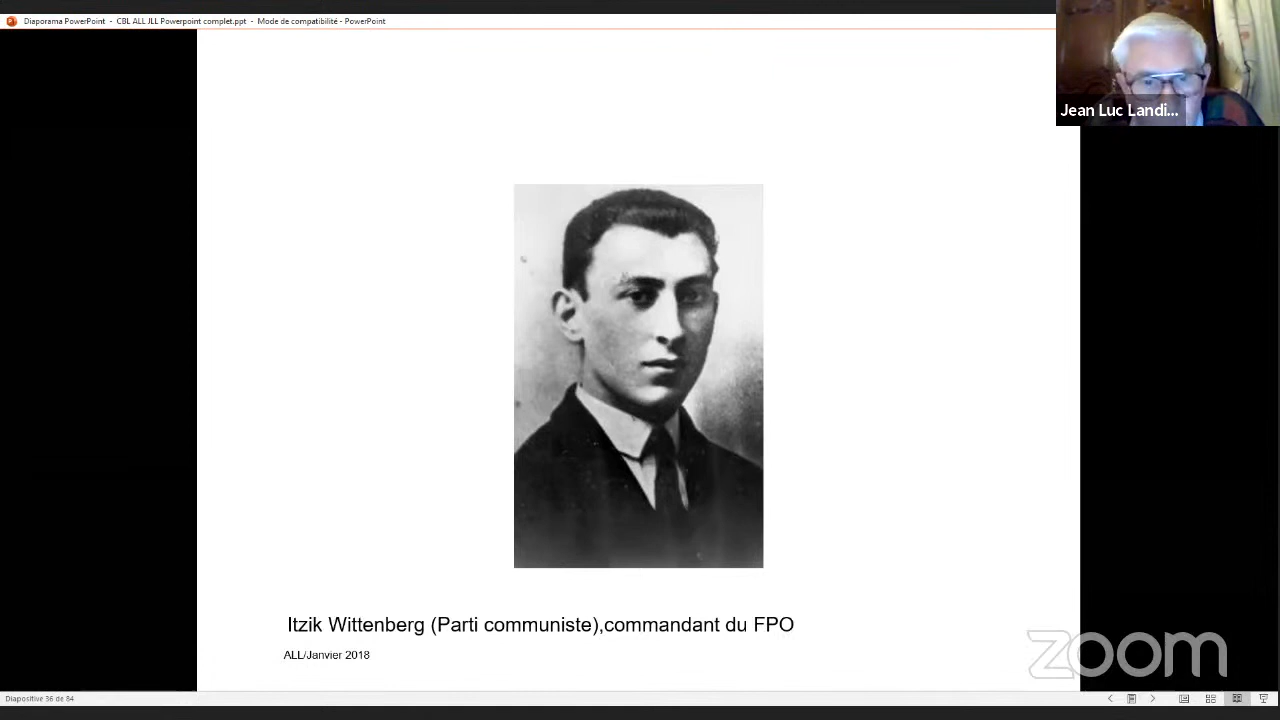 Diaporama PowerPoint - CBL ALL JLL Powerpoint complet.ppt - Mode de compatibilité - PowerPoint
Jean Luc Landi...
Itzik Wittenberg (Parti communiste),commandant du FPO
ALL/Janvier 2018
zoom
Diapositive 36 de 84